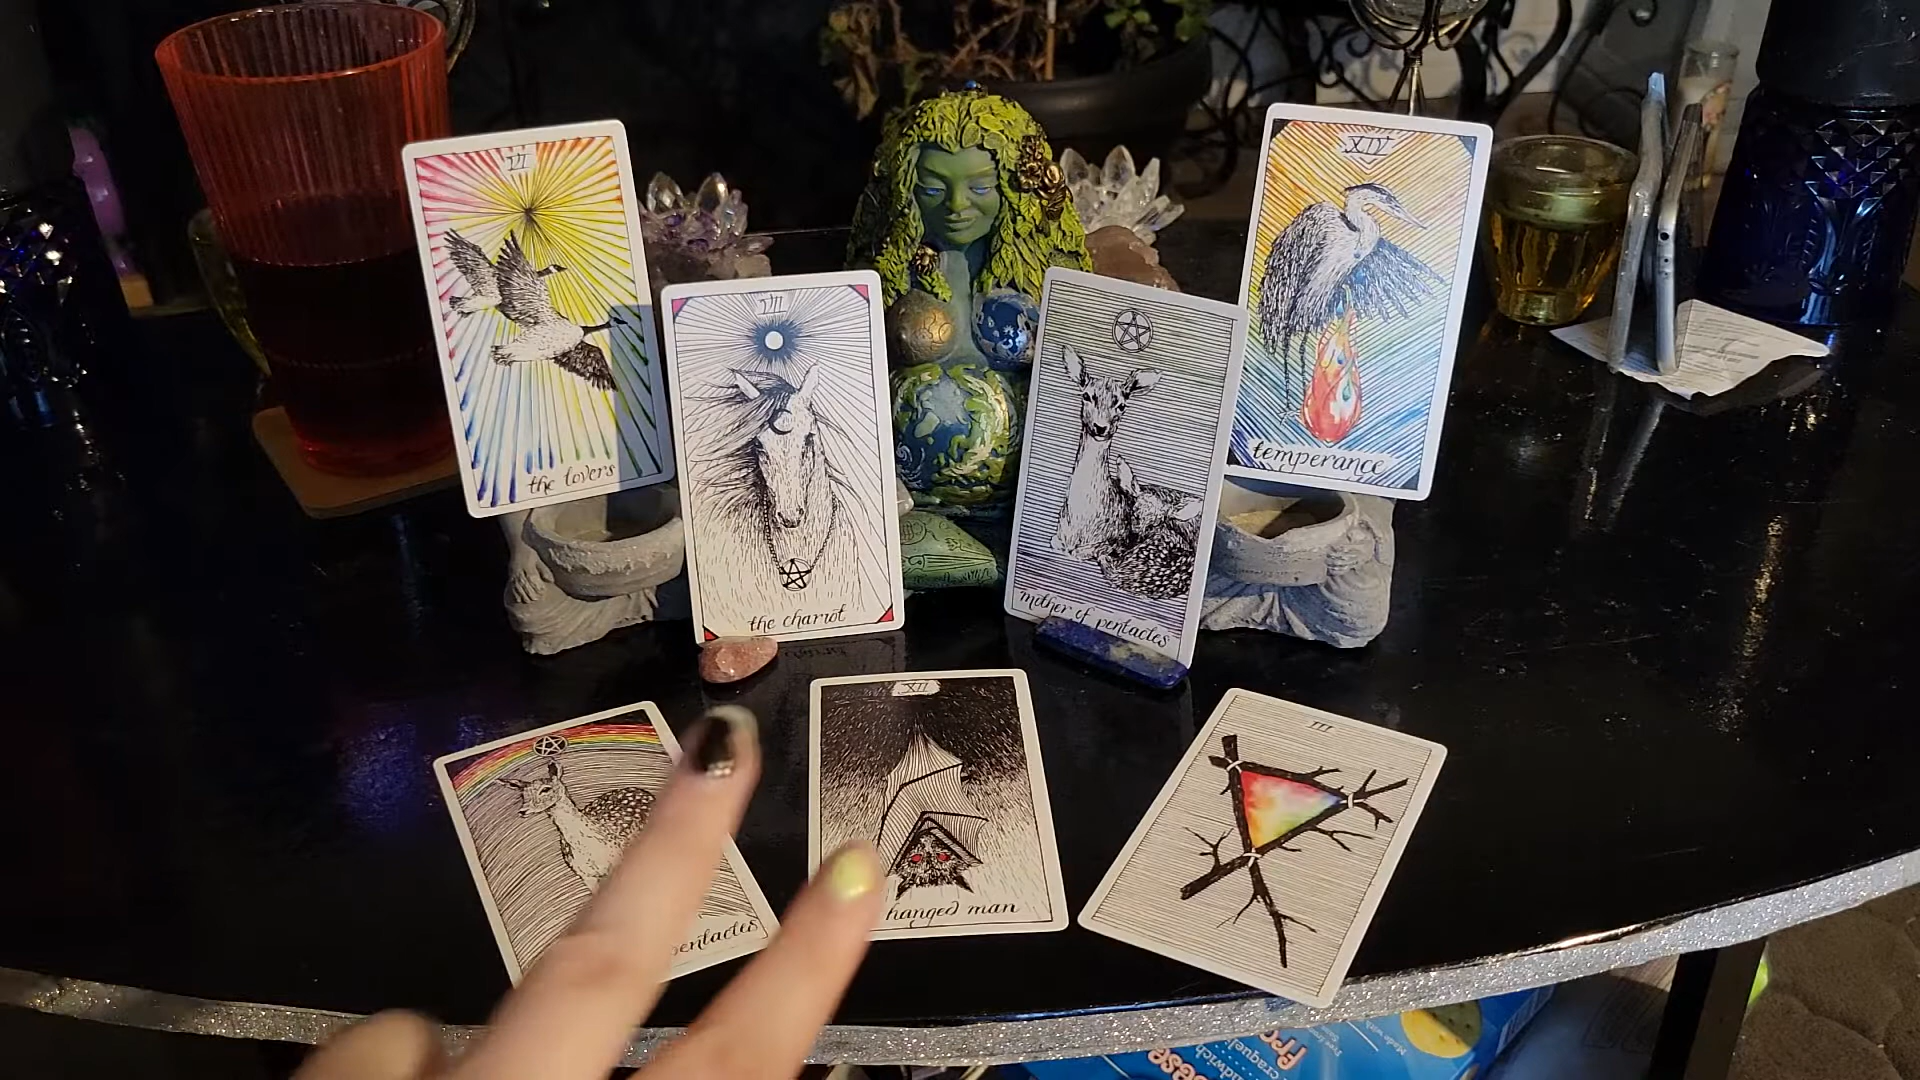 VI
the lovers
VII
the chariot
mother of pentacles
XIV
temperance
pentacles
XII
hanged man
III